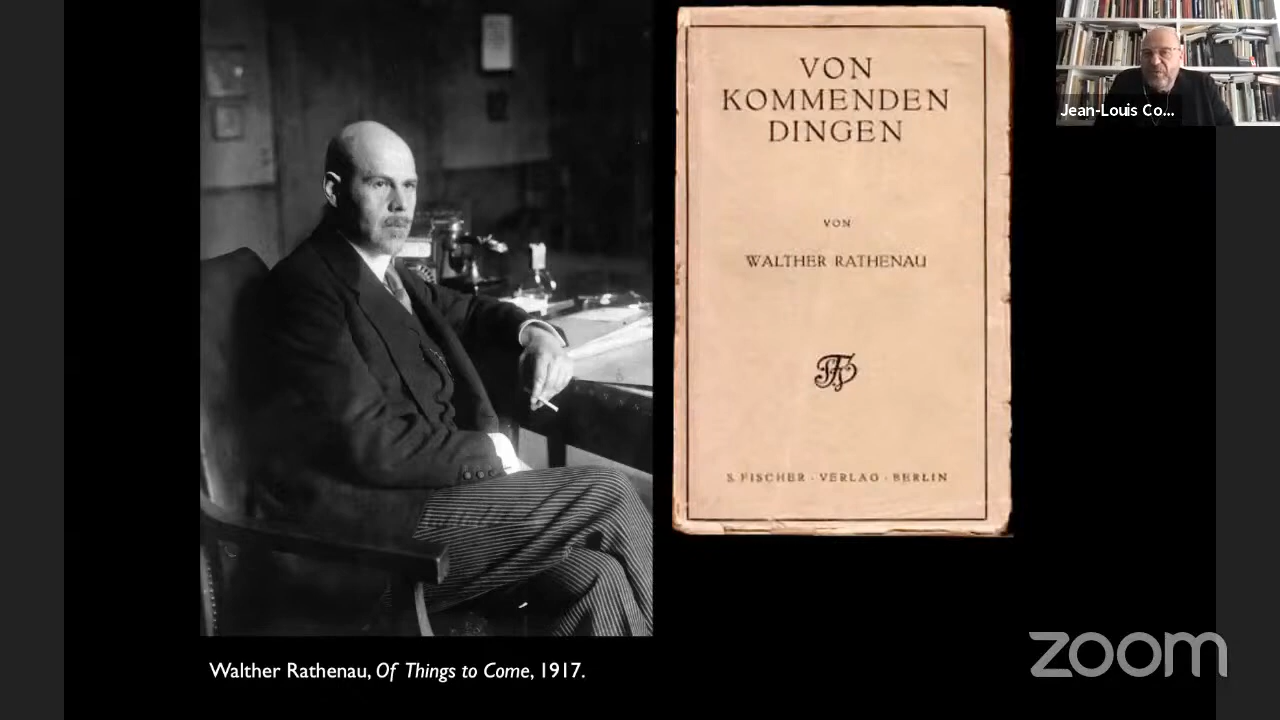 VON
KOMMENDEN
DINGEN
VON
WALTHER RATHENAU
S. FISCHER · VERLAG · BERLIN
Jean-Louis Co...
Walther Rathenau, Of Things to Come, 1917.
zoom